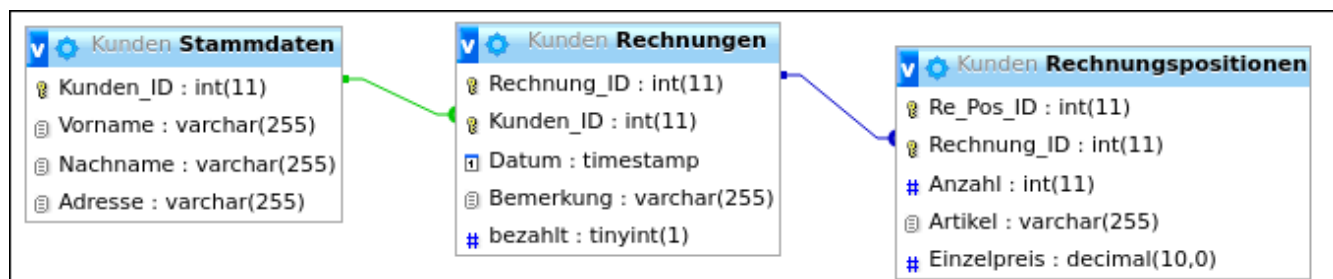 v Kunden Stammdaten
Kunden_ID : int(11)
Vorname : varchar(255)
Nachname : varchar(255)
Adresse : varchar(255)
v Kunden Rechnungen
Rechnung_ID : int(11)
Kunden_ID : int(11)
1 Datum : timestamp
Bemerkung : varchar(255)
# bezahlt : tinyint(1)
v Kunden Rechnungspositionen
Re_Pos_ID : int(11)
Rechnung_ID : int(11)
# Anzahl : int(11)
Artikel : varchar(255)
# Einzelpreis : decimal(10,0)